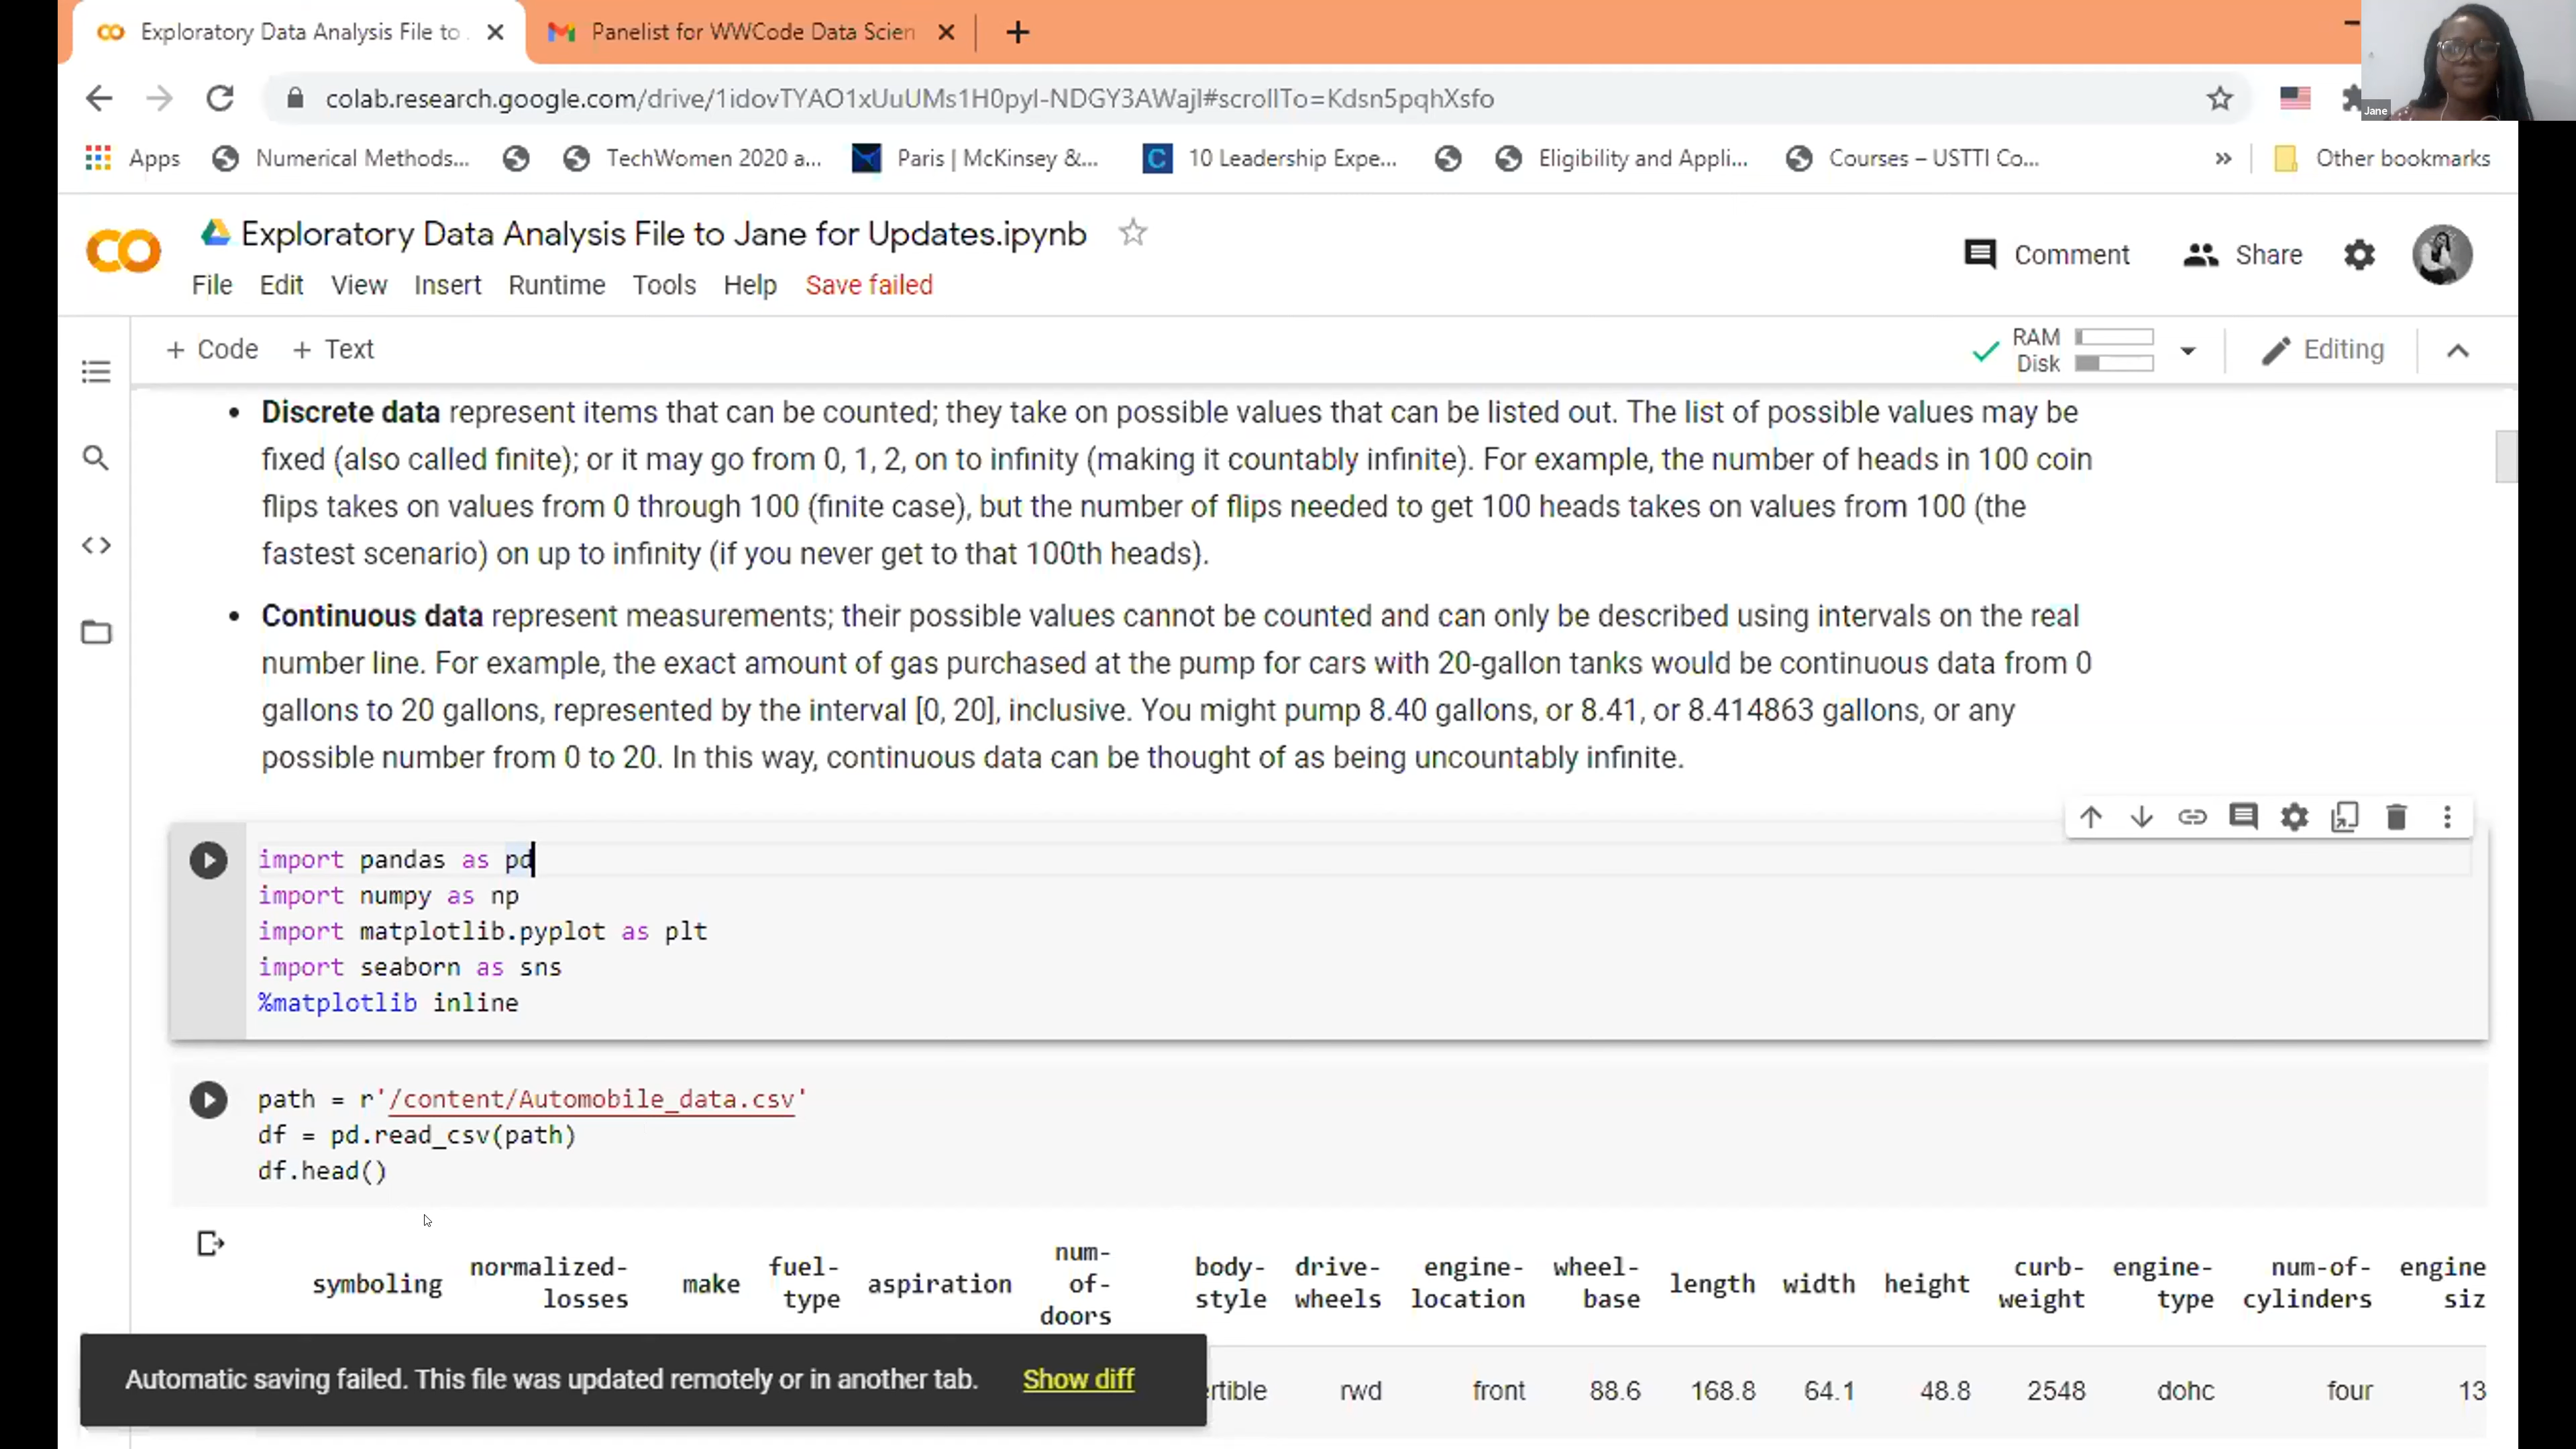 Exploratory Data Analysis File to
Panelist for WWCode Data Scien
colab.research.google.com/drive/1idovTYAO1xUuUMs1H0pyI-NDGY3AWajI#scrollTo=Kdsn5pqhXsfo
Jane
Apps
Numerical Methods...
TechWomen 2020 a...
Paris | McKinsey &...
10 Leadership Expe...
Eligibility and Appli...
Courses – USTTI Co...
Other bookmarks
Exploratory Data Analysis File to Jane for Updates.ipynb
File Edit View Insert Runtime Tools Help Save failed
Comment
Share
+ Code + Text
RAM
Disk
Editing
• Discrete data represent items that can be counted; they take on possible values that can be listed out. The list of possible values may be
fixed (also called finite); or it may go from 0, 1, 2, on to infinity (making it countably infinite). For example, the number of heads in 100 coin
flips takes on values from 0 through 100 (finite case), but the number of flips needed to get 100 heads takes on values from 100 (the
fastest scenario) on up to infinity (if you never get to that 100th heads).
• Continuous data represent measurements; their possible values cannot be counted and can only be described using intervals on the real
number line. For example, the exact amount of gas purchased at the pump for cars with 20-gallon tanks would be continuous data from 0
gallons to 20 gallons, represented by the interval [0, 20], inclusive. You might pump 8.40 gallons, or 8.41, or 8.414863 gallons, or any
possible number from 0 to 20. In this way, continuous data can be thought of as being uncountably infinite.
import pandas as pd
import numpy as np
import matplotlib.pyplot as plt
import seaborn as sns
%matplotlib inline
path = r'/content/Automobile_data.csv'
df = pd.read_csv(path)
df.head()
symboling
normalized-
losses
make
fuel-
type
aspiration
num-
of-
doors
body-
style
drive-
wheels
engine-
location
wheel-
base
length
width
height
curb-
weight
engine-
type
num-of-
cylinders
engine
siz
Automatic saving failed. This file was updated remotely or in another tab. Show diff
rtible rwd front 88.6 168.8 64.1 48.8 2548 dohc four 13